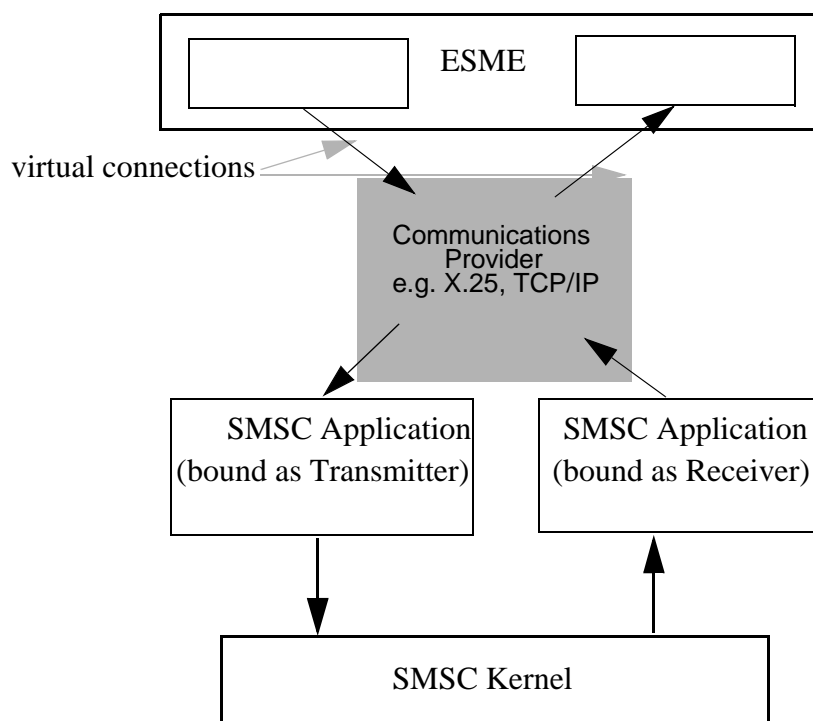 ESME
virtual connections
Communications
Provider
e.g. X.25, TCP/IP
SMSC Application
(bound as Transmitter)
SMSC Application
(bound as Receiver)
SMSC Kernel